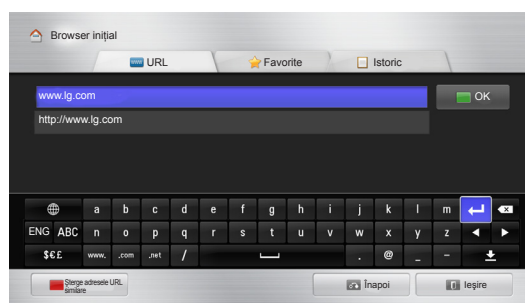 Browser inițial
www URL
Favorite
Istoric
www.lg.com
OK
http://www.lg.com
a b c d e f g h i j k l m
ENG ABC n o p q r s t u v w x y z
$€£ www. .com .net / . @ _ -
Șterge adresele URL
similare
Înapoi
Ieșire